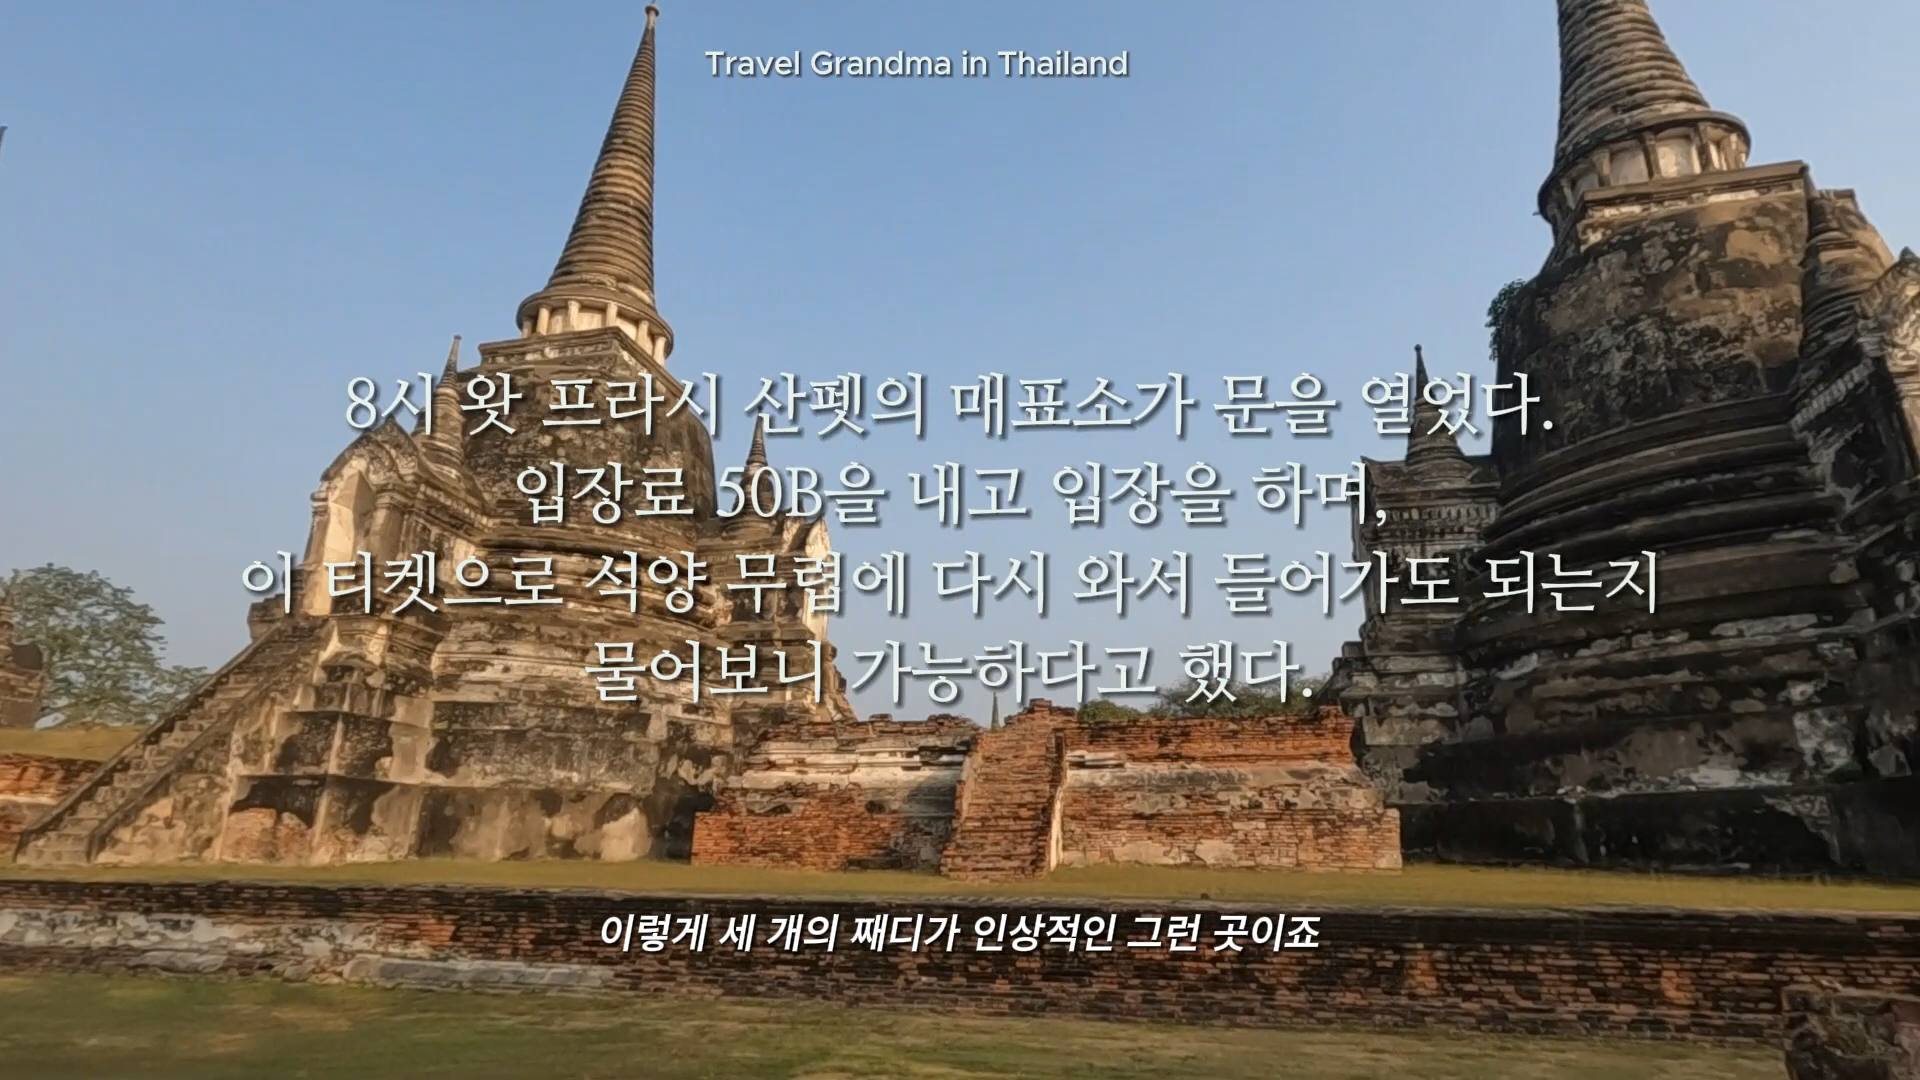 Travel Grandma in Thailand
8시 왓 프라시 산펫의 매표소가 문을 열었다.
입장료 50B을 내고 입장을 하며,
이 티켓으로 석양 무렵에 다시 와서 들어가도 되는지
물어보니 가능하다고 했다.
이렇게 세 개의 째디가 인상적인 그런 곳이죠